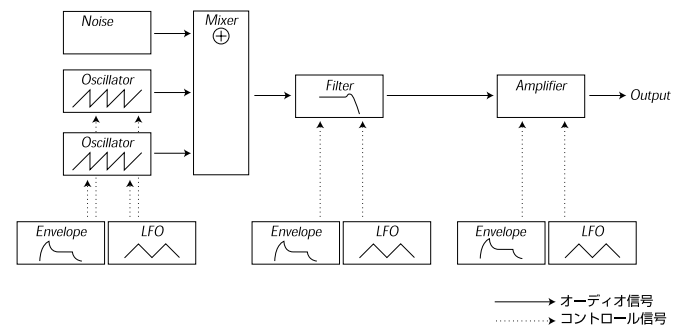 Noise
Mixer
Oscillator
Filter
Amplifier
Output
Oscillator
Envelope
LFO
Envelope
LFO
Envelope
LFO
オーディオ信号
コントロール信号